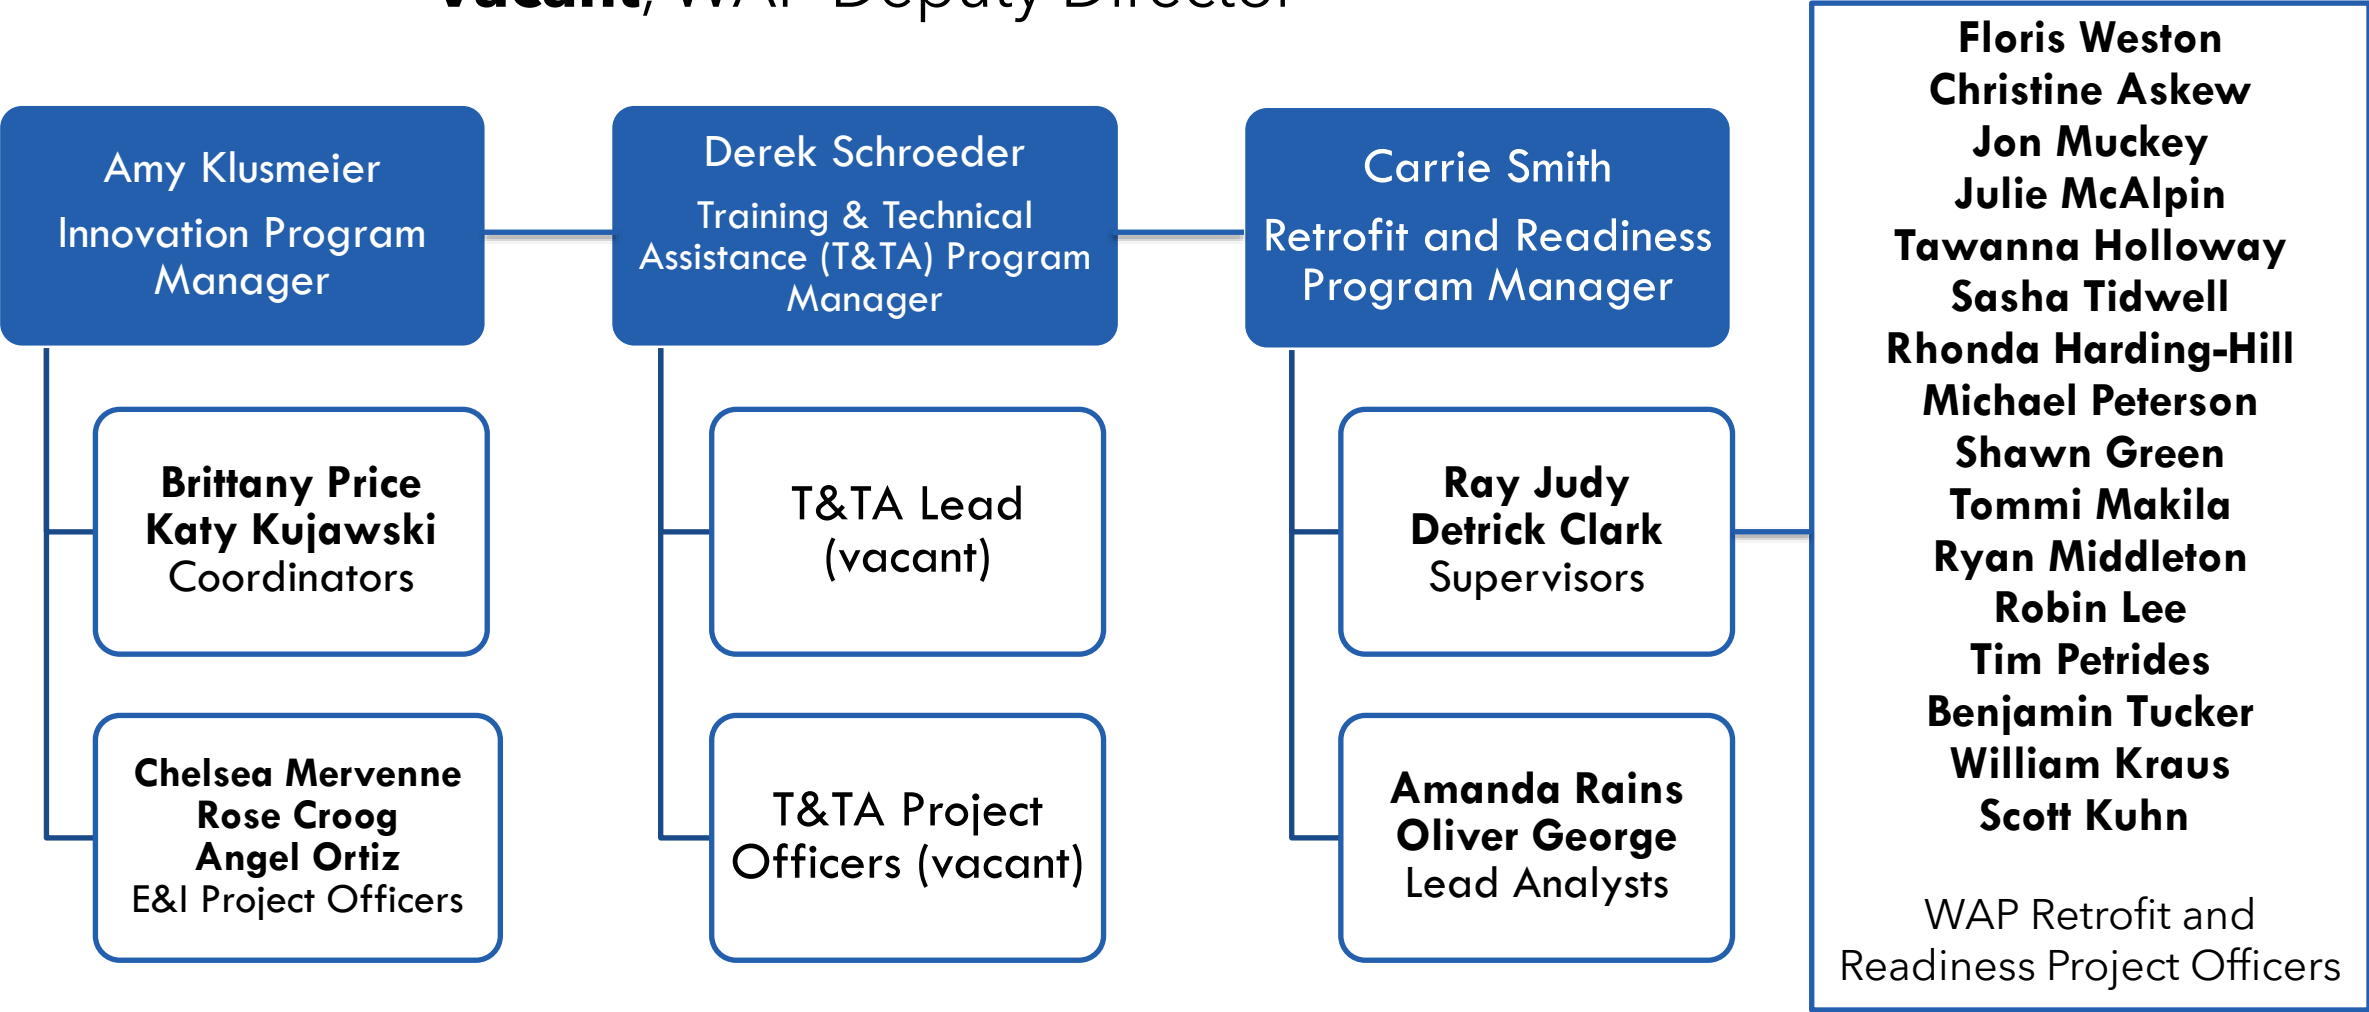 Vacant, WAP Deputy Director
Amy Klusmeier
Innovation Program
Manager
Derek Schroeder
Training & Technical
Assistance (T&TA) Program
Manager
Carrie Smith
Retrofit and Readiness
Program Manager
Brittany Price
Katy Kujawski
Coordinators
T&TA Lead
(vacant)
Ray Judy
Detrick Clark
Supervisors
Chelsea Mervenne
Rose Croog
Angel Ortiz
E&I Project Officers
T&TA Project
Officers (vacant)
Amanda Rains
Oliver George
Lead Analysts
Floris Weston
Christine Askew
Jon Muckey
Julie McAlpin
Tawanna Holloway
Sasha Tidwell
Rhonda Harding-Hill
Michael Peterson
Shawn Green
Tommi Makila
Ryan Middleton
Robin Lee
Tim Petrides
Benjamin Tucker
William Kraus
Scott Kuhn
WAP Retrofit and
Readiness Project Officers